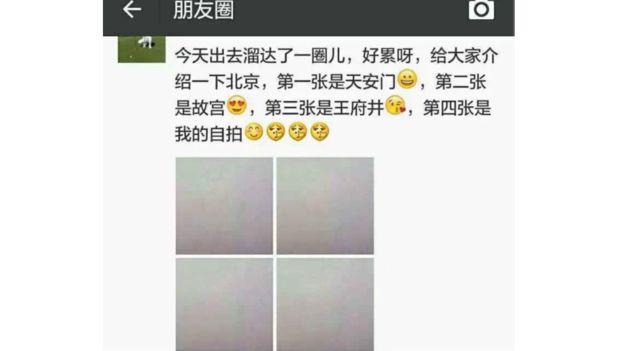 朋友圈
今天出去溜达了一圈儿，好累呀，给大家介
绍一下北京，第一张是天安门😀，第二张
是故宫😍，第三张是王府井😘，第四张是
我的自拍😊🤭🤭🤭